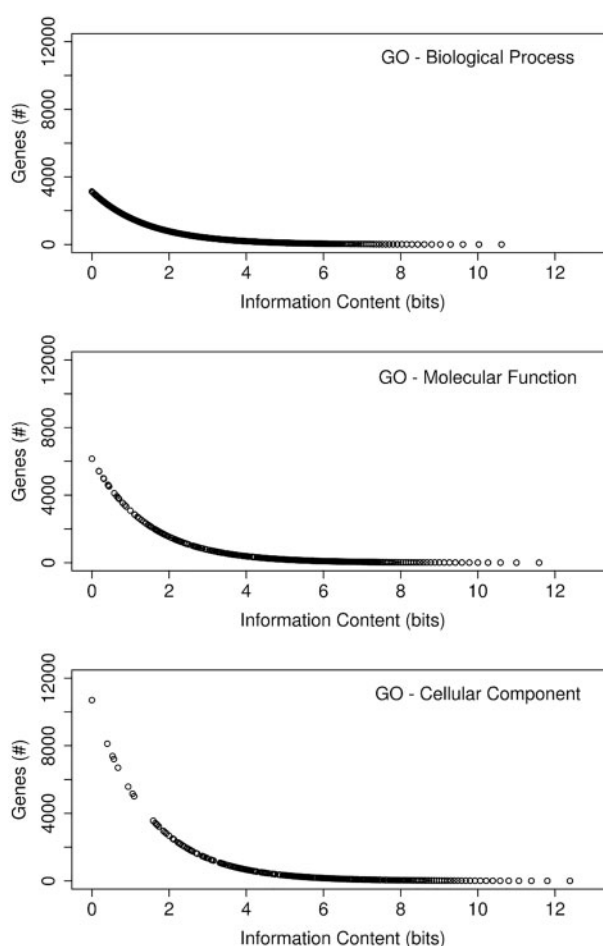 GO - Biological Process
Genes (#)
0 4000 8000 12000
0 2 4 6 8 10 12
Information Content (bits)
GO - Molecular Function
Genes (#)
0 4000 8000 12000
0 2 4 6 8 10 12
Information Content (bits)
GO - Cellular Component
Genes (#)
0 4000 8000 12000
0 2 4 6 8 10 12
Information Content (bits)